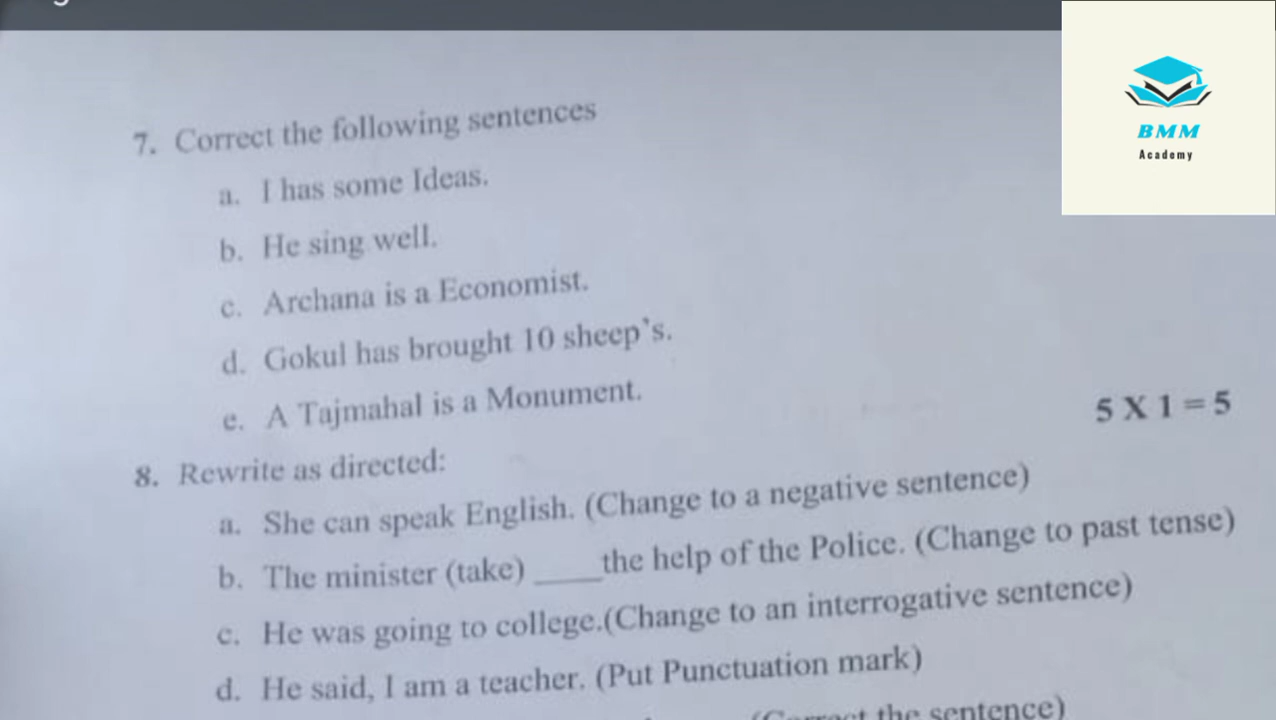 BMM
Academy
7. Correct the following sentences
a. I has some Ideas.
b. He sing well.
c. Archana is a Economist.
d. Gokul has brought 10 sheep's.
e. A Tajmahal is a Monument.
5 X 1 = 5
8. Rewrite as directed:
a. She can speak English. (Change to a negative sentence)
b. The minister (take) ____the help of the Police. (Change to past tense)
c. He was going to college.(Change to an interrogative sentence)
d. He said, I am a teacher. (Put Punctuation mark)
(Correct the sentence)